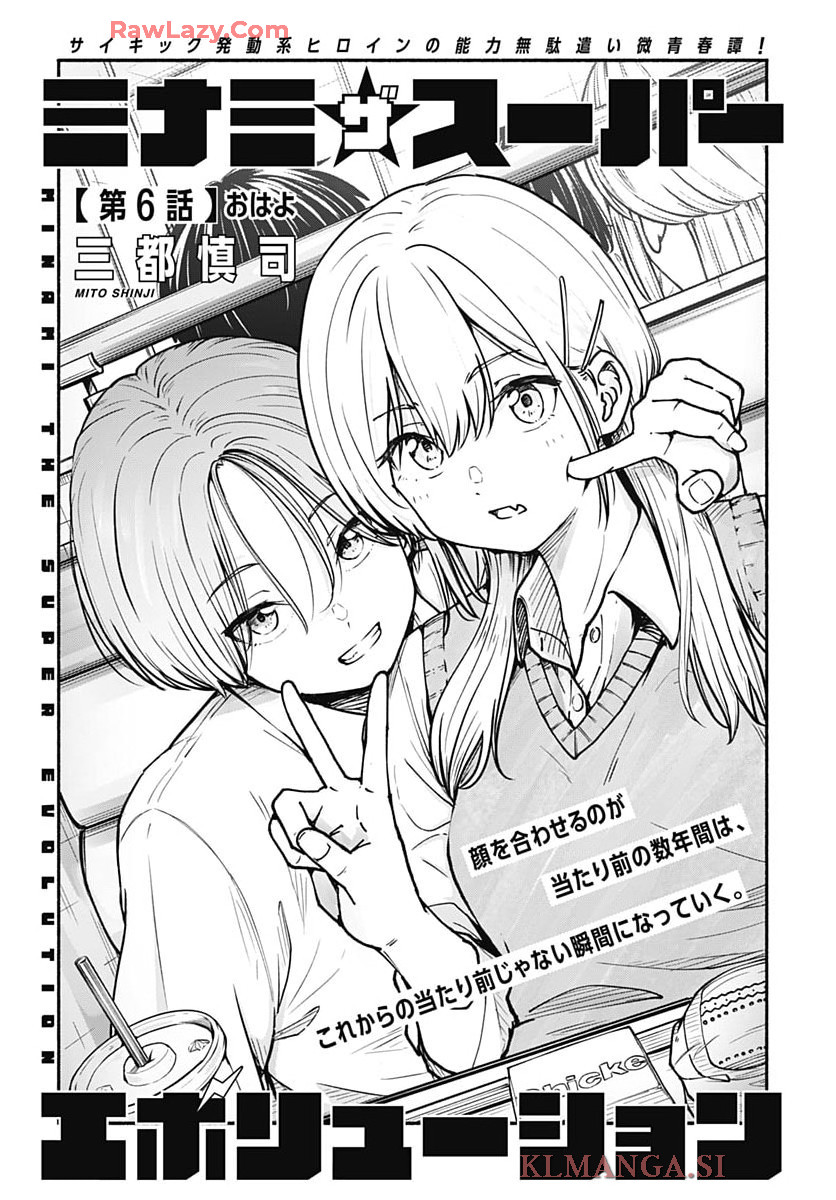 RawLazy.Com
サイキック発動系ヒロインの能力無駄遣い微青春譚！
ミナミ★ザ★スーパー
【第6話】おはよ
三都慎司
MITO SHINJI
MINAMI THE SUPER EVOLUTION
顔を合わせるのが
当たり前の数年間は、
これからの当たり前じゃない瞬間になっていく。
Chicke
エボリューション
KLMANGA.SI